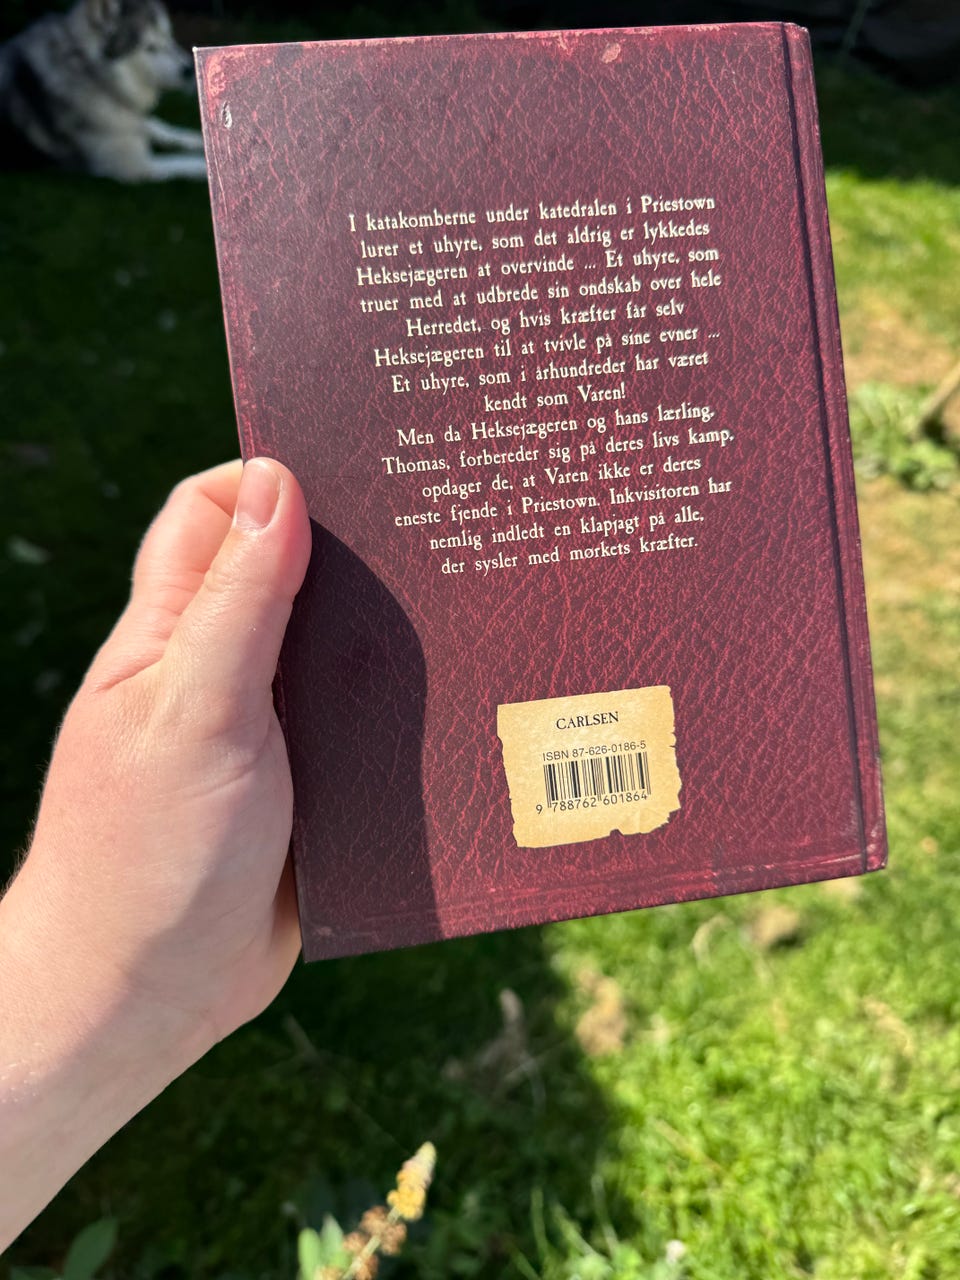 I katakomberne under katedralen i Priestown
lurer et uhyre, som det aldrig er lykkedes
Heksejægeren at overvinde ... Et uhyre, som
truer med at udbrede sin ondskab over hele
Herredet, og hvis kræfter får selv
Heksejægeren til at tvivle på sine evner ...
Et uhyre, som i århundreder har været
kendt som Varen!
Men da Heksejægeren og hans lærling,
Thomas, forbereder sig på deres livs kamp,
opdager de, at Varen ikke er deres
eneste fjende i Priestown. Inkvisitoren har
nemlig indledt en klapjagt på alle,
der sysler med mørkets kræfter.
CARLSEN
ISBN 87-626-0186-5
9 788762 601864